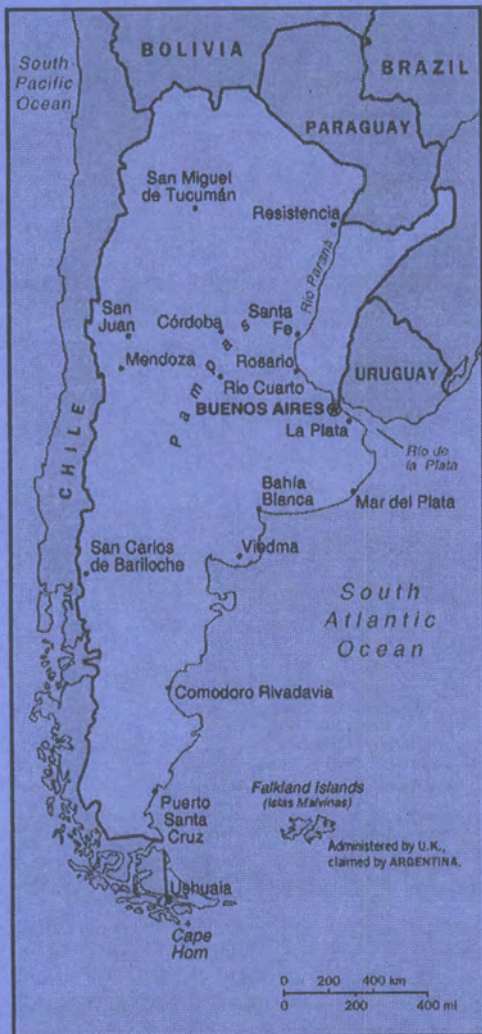 South
Pacific
Ocean
BOLIVIA
BRAZIL
PARAGUAY
San Miguel
de Tucumán
Resistencia
Río Paraná
San
Juan
Córdoba
Santa
Fe
Mendoza
Pampas
Rosario
Río Cuarto
URUGUAY
BUENOS AIRES
La Plata
Río de
la Plata
CHILE
Bahía
Blanca
Mar del Plata
San Carlos
de Bariloche
Viedma
South
Atlantic
Ocean
Comodoro Rivadavia
Puerto
Santa
Cruz
Falkland Islands
(Islas Malvinas)
Administered by U.K.,
claimed by ARGENTINA.
Ushuaia
Cape
Horn
0 200 400 km
0 200 400 mi